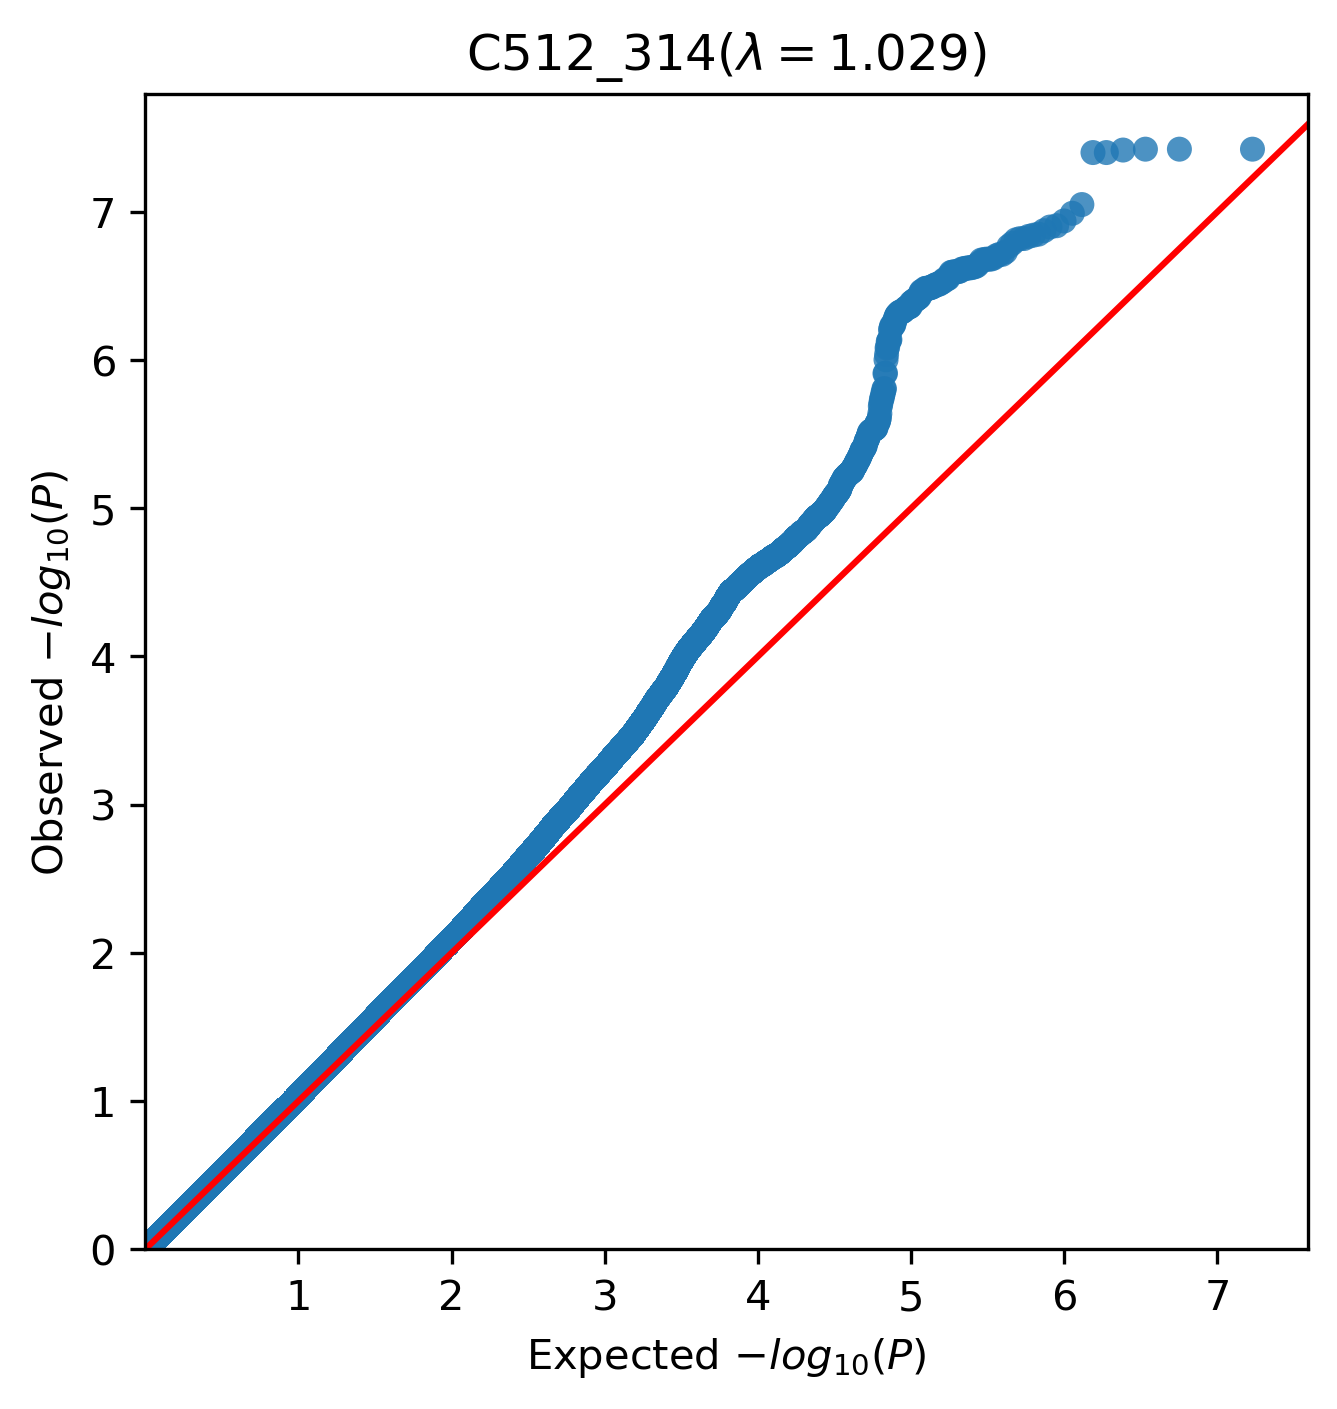 C512_314(λ = 1.029)
Observed −log₁₀(P)
7
6
5
4
3
2
1
0
1 2 3 4 5 6 7
Expected −log₁₀(P)